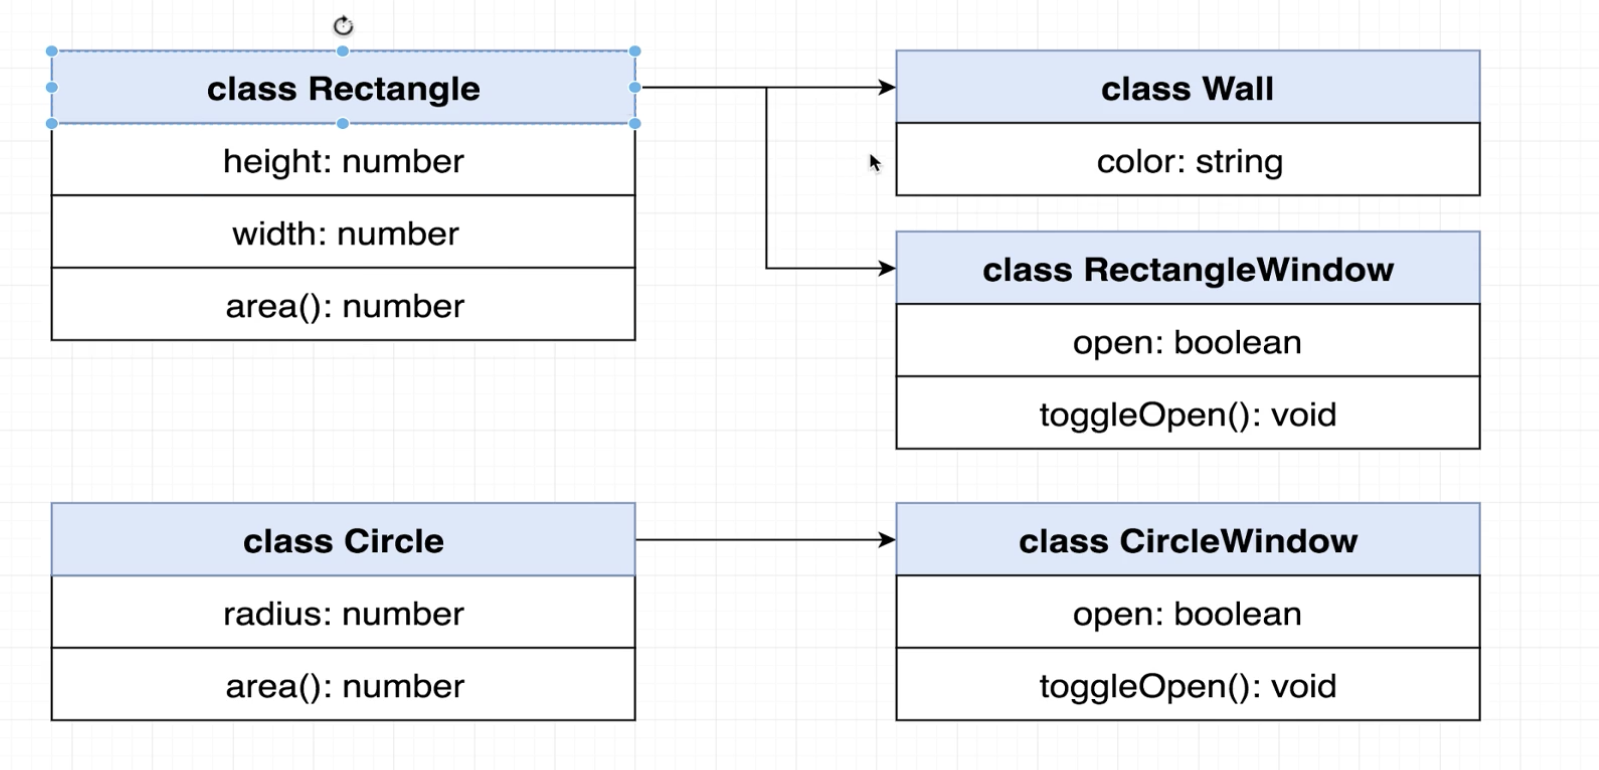 class Rectangle
height: number
width: number
area(): number
class Wall
color: string
class RectangleWindow
open: boolean
toggleOpen(): void
class Circle
radius: number
area(): number
class CircleWindow
open: boolean
toggleOpen(): void